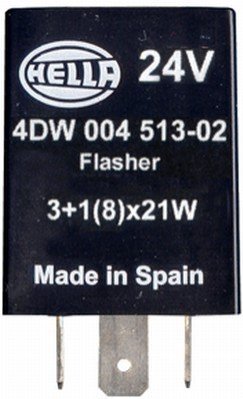 HELLA 24V
4DW 004 513-02
Flasher
3+1(8)x21W
Made in Spain